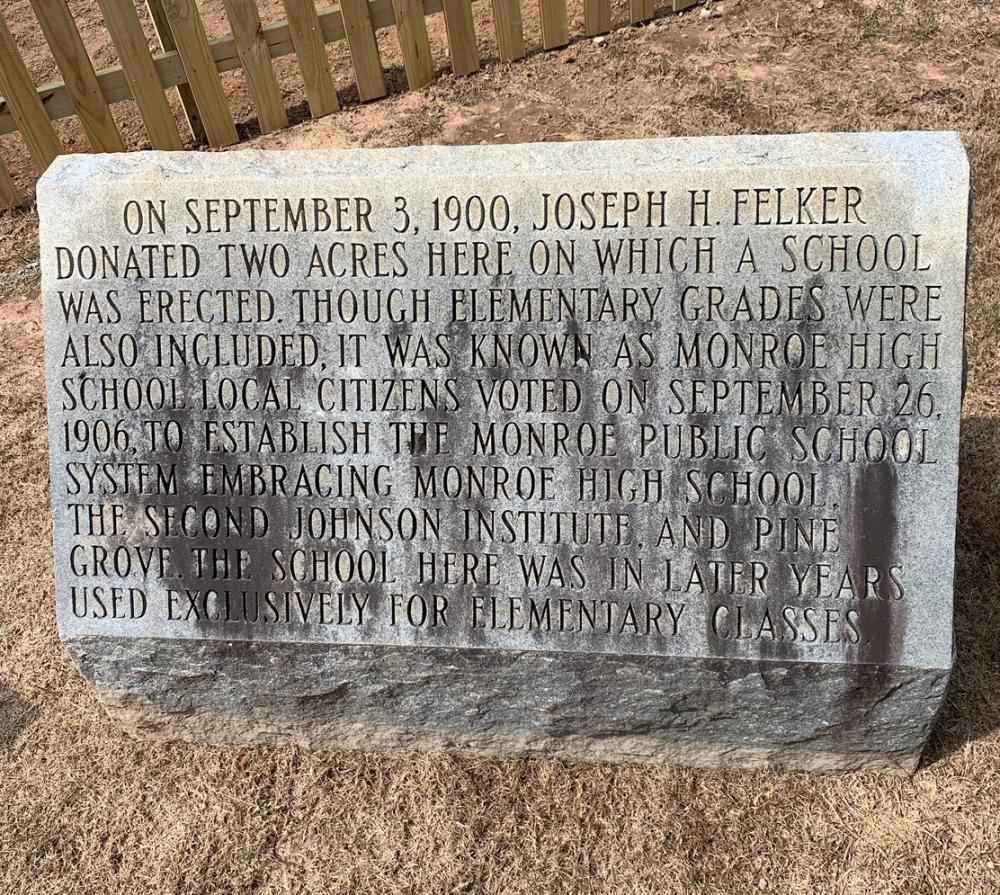 ON SEPTEMBER 3, 1900, JOSEPH H. FELKER
DONATED TWO ACRES HERE ON WHICH A SCHOOL
WAS ERECTED. THOUGH ELEMENTARY GRADES WERE
ALSO INCLUDED, IT WAS KNOWN AS MONROE HIGH
SCHOOL. LOCAL CITIZENS VOTED ON SEPTEMBER 26,
1906, TO ESTABLISH THE MONROE PUBLIC SCHOOL
SYSTEM EMBRACING MONROE HIGH SCHOOL,
THE SECOND JOHNSON INSTITUTE, AND PINE
GROVE. THE SCHOOL HERE WAS IN LATER YEARS
USED EXCLUSIVELY FOR ELEMENTARY CLASSES.